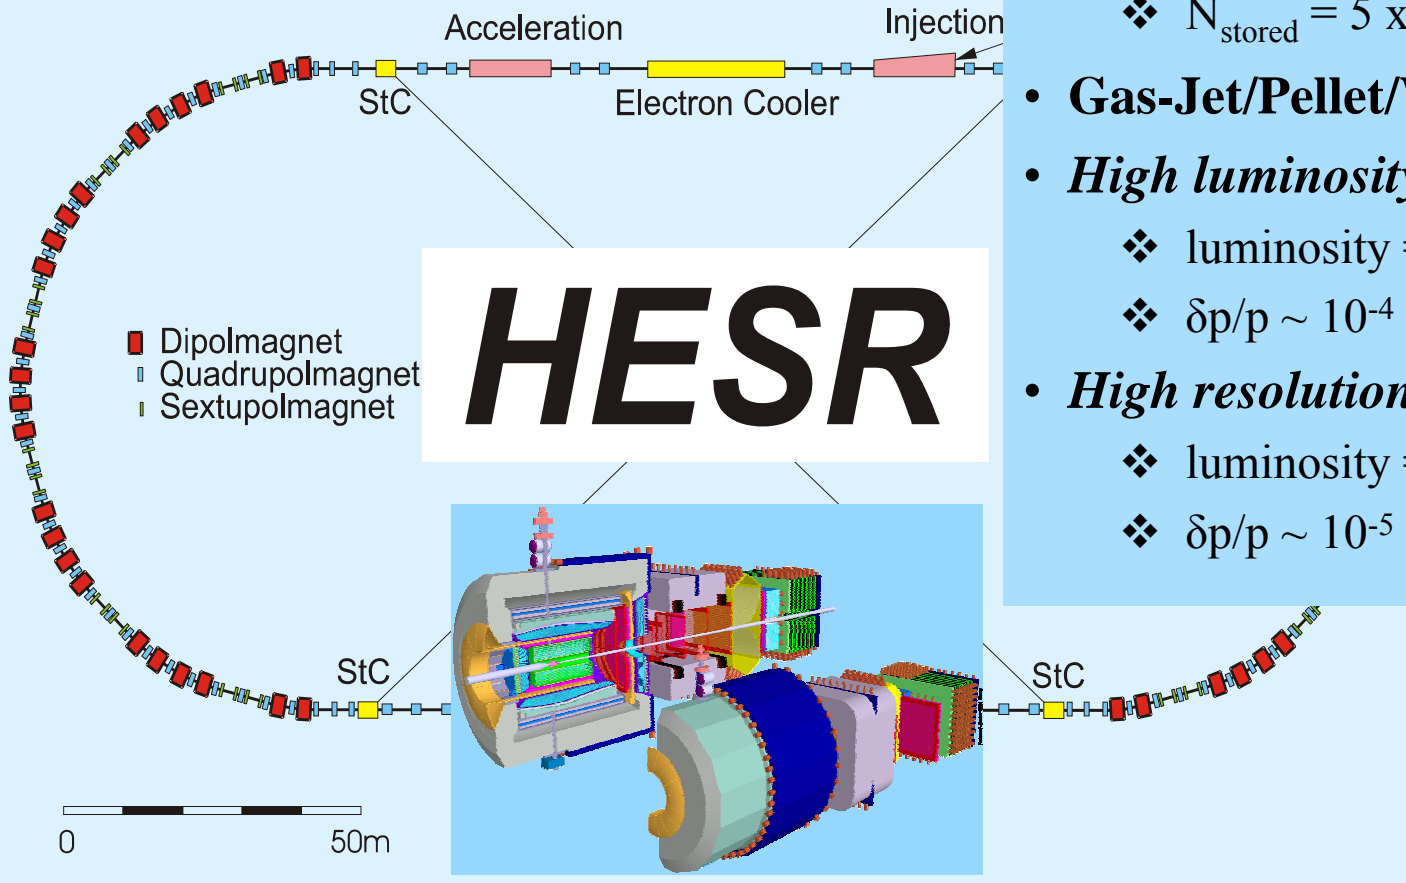 Acceleration
Injection
StC
Electron Cooler
HESR
Dipolmagnet
Quadrupolmagnet
Sextupolmagnet
StC
StC
0
50m
❖ N_stored = 5 x
• Gas-Jet/Pellet/
• High luminosity
❖ luminosity =
❖ δp/p ~ 10^-4
• High resolution
❖ luminosity =
❖ δp/p ~ 10^-5